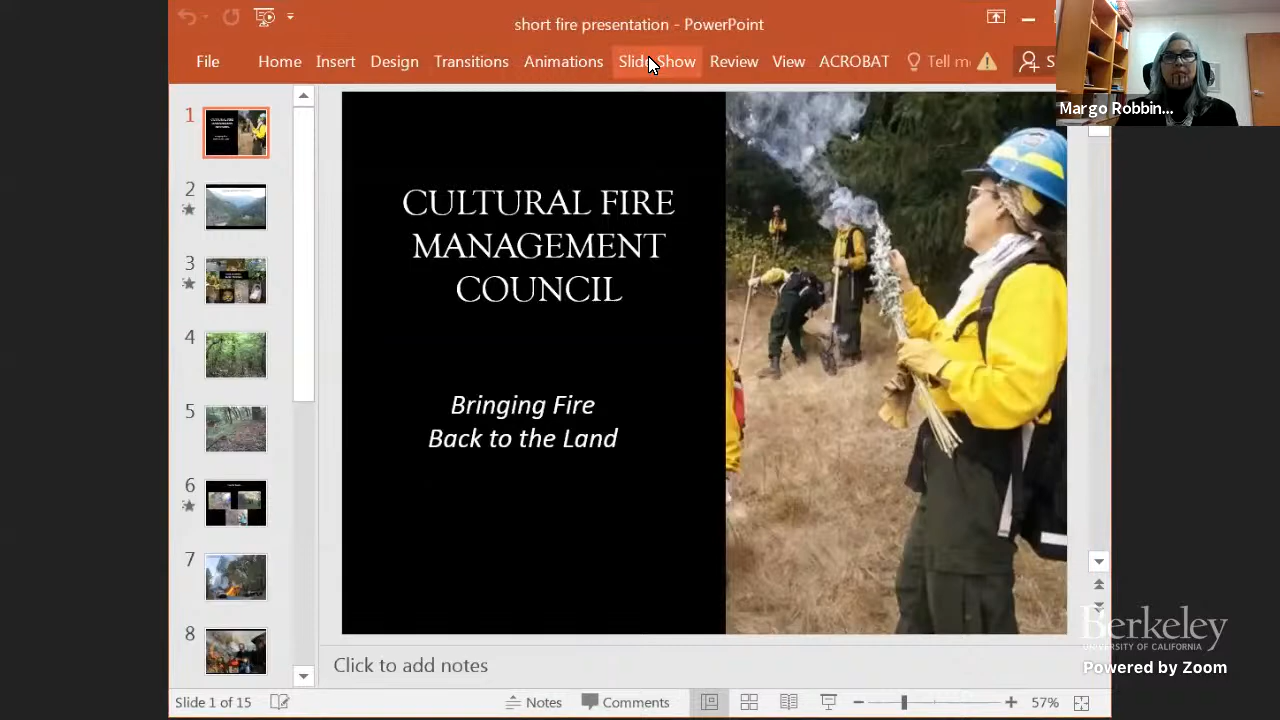 short fire presentation - PowerPoint
File Home Insert Design Transitions Animations Slide Show Review View ACROBAT Tell m S
Margo Robbin...
1
2
3
4
5
6
7
8
CULTURAL FIRE
MANAGEMENT
COUNCIL
Bringing Fire
Back to the Land
Click to add notes
Berkeley
UNIVERSITY OF CALIFORNIA
Powered by Zoom
Slide 1 of 15 Notes Comments 57%